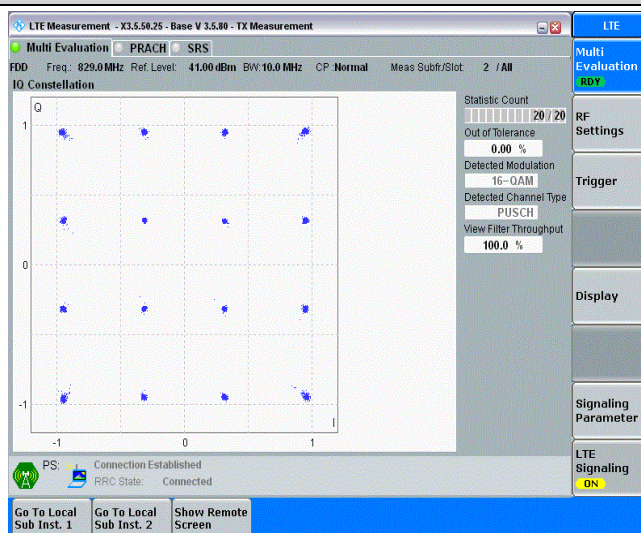 LTE Measurement - X3.5.50.25 - Base V 3.5.80 - TX Measurement
LTE
Multi Evaluation PRACH SRS
FDD Freq.: 829.0 MHz Ref. Level: 41.00 dBm BW: 10.0 MHz CP :Normal Meas Subfr./Slot: 2 / All
IQ Constellation
Q
1
0
-1
-1 0 1
I
Statistic Count
20 / 20
Out of Tolerance
0.00 %
Detected Modulation
16-QAM
Detected Channel Type
PUSCH
View Filter Throughput
100.0 %
Multi
Evaluation
RDY
RF
Settings
Trigger
Display
Signaling
Parameter
LTE
Signaling
ON
PS: Connection Established
RRC State: Connected
Go To Local
Sub Inst. 1
Go To Local
Sub Inst. 2
Show Remote
Screen